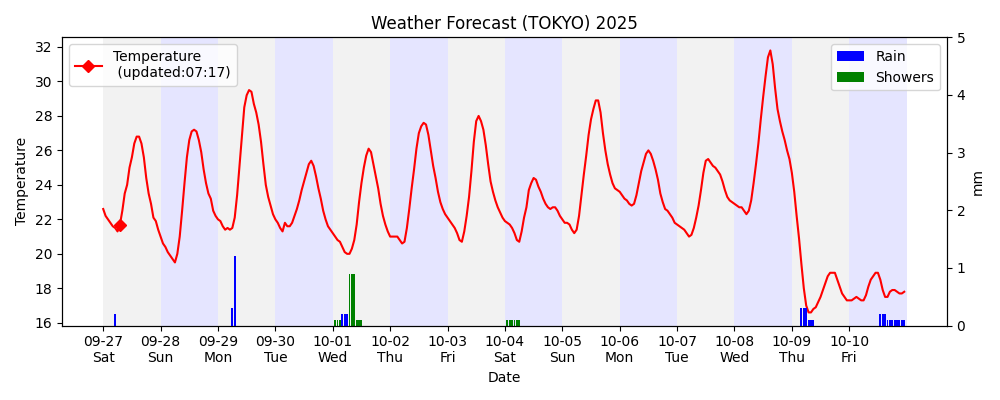 Weather Forecast (TOKYO) 2025
Temperature
(updated:07:17)
Rain
Showers
Temperature
32
30
28
26
24
22
20
18
16
5
4
3
2
1
0
mm
09-27 09-28 09-29 09-30 10-01 10-02 10-03 10-04 10-05 10-06 10-07 10-08 10-09 10-10
Sat Sun Mon Tue Wed Thu Fri Sat Sun Mon Tue Wed Thu Fri
Date